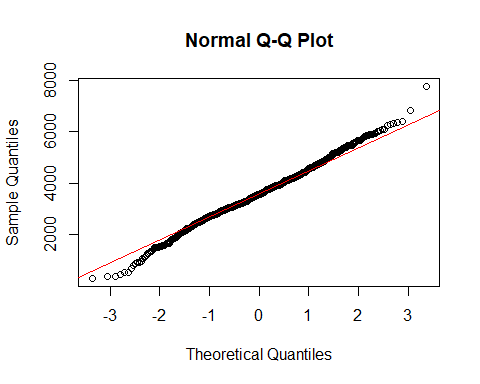 Normal Q-Q Plot
Sample Quantiles
8000
6000
4000
2000
-3 -2 -1 0 1 2 3
Theoretical Quantiles